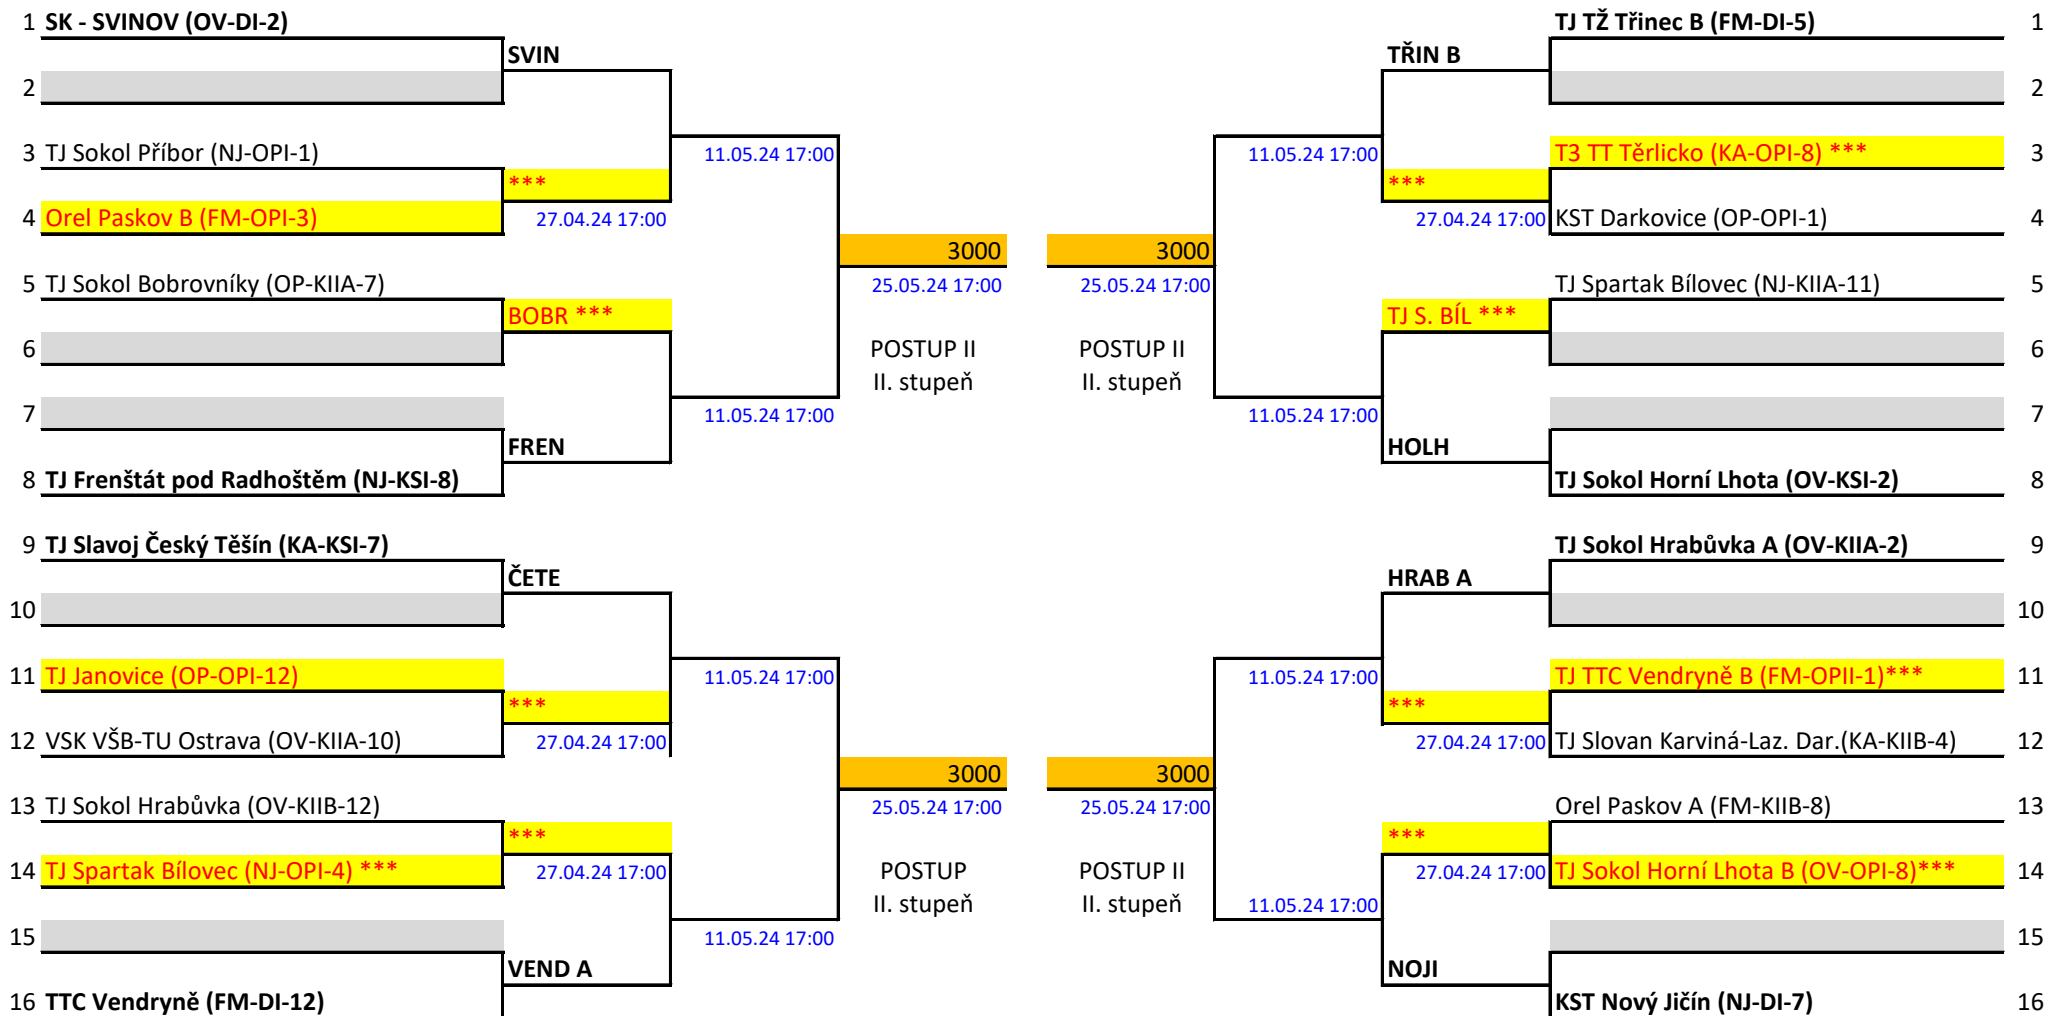 1 SK - SVINOV (OV-DI-2) TJ TŽ Třinec B (FM-DI-5) 1
SVIN TŘIN B
2 2
3 TJ Sokol Příbor (NJ-OPI-1) 11.05.24 17:00 11.05.24 17:00 T3 TT Těrlicko (KA-OPI-8) *** 3
*** ***
4 Orel Paskov B (FM-OPI-3) 27.04.24 17:00 27.04.24 17:00 KST Darkovice (OP-OPI-1) 4
3000 3000
5 TJ Sokol Bobrovníky (OP-KIIA-7) 25.05.24 17:00 25.05.24 17:00 TJ Spartak Bílovec (NJ-KIIA-11) 5
BOBR *** TJ S. BÍL ***
6 POSTUP II POSTUP II 6
II. stupeň II. stupeň
7 11.05.24 17:00 11.05.24 17:00 7
FREN HOLH
8 TJ Frenštát pod Radhoštěm (NJ-KSI-8) TJ Sokol Horní Lhota (OV-KSI-2) 8
9 TJ Slavoj Český Těšín (KA-KSI-7) TJ Sokol Hrabůvka A (OV-KIIA-2) 9
ČETE HRAB A
10 10
11 TJ Janovice (OP-OPI-12) 11.05.24 17:00 11.05.24 17:00 TJ TTC Vendryně B (FM-OPII-1)*** 11
*** ***
12 VSK VŠB-TU Ostrava (OV-KIIA-10) 27.04.24 17:00 27.04.24 17:00 TJ Slovan Karviná-Laz. Dar.(KA-KIIB-4) 12
3000 3000
13 TJ Sokol Hrabůvka (OV-KIIB-12) 25.05.24 17:00 25.05.24 17:00 Orel Paskov A (FM-KIIB-8) 13
*** ***
14 TJ Spartak Bílovec (NJ-OPI-4) *** 27.04.24 17:00 POSTUP POSTUP II 27.04.24 17:00 TJ Sokol Horní Lhota B (OV-OPI-8)*** 14
II. stupeň II. stupeň 11.05.24 17:00
15 11.05.24 17:00 15
VEND A NOJI
16 TTC Vendryně (FM-DI-12) KST Nový Jičín (NJ-DI-7) 16